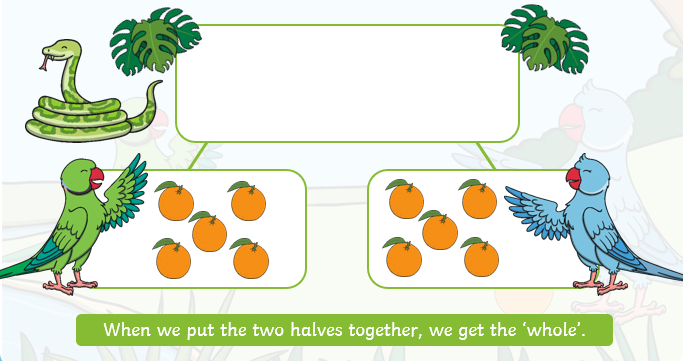 When we put the two halves together, we get the ‘whole’.